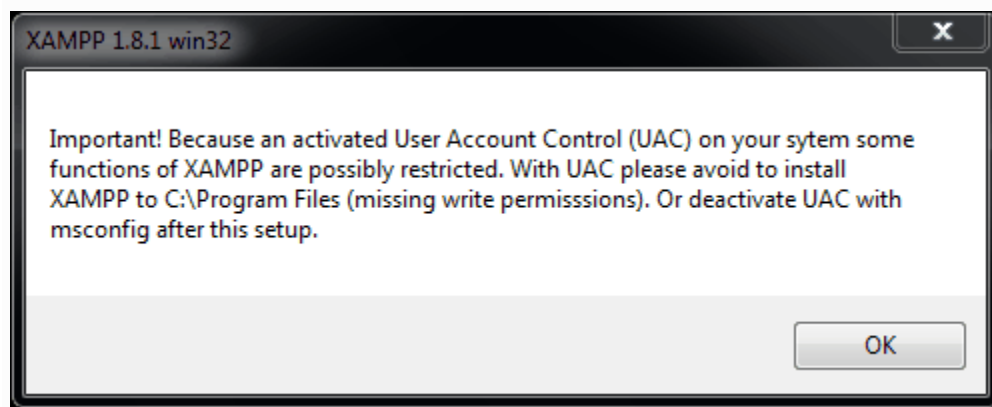 XAMPP 1.8.1 win32
Important! Because an activated User Account Control (UAC) on your sytem some
functions of XAMPP are possibly restricted. With UAC please avoid to install
XAMPP to C:\Program Files (missing write permisssions). Or deactivate UAC with
msconfig after this setup.
OK